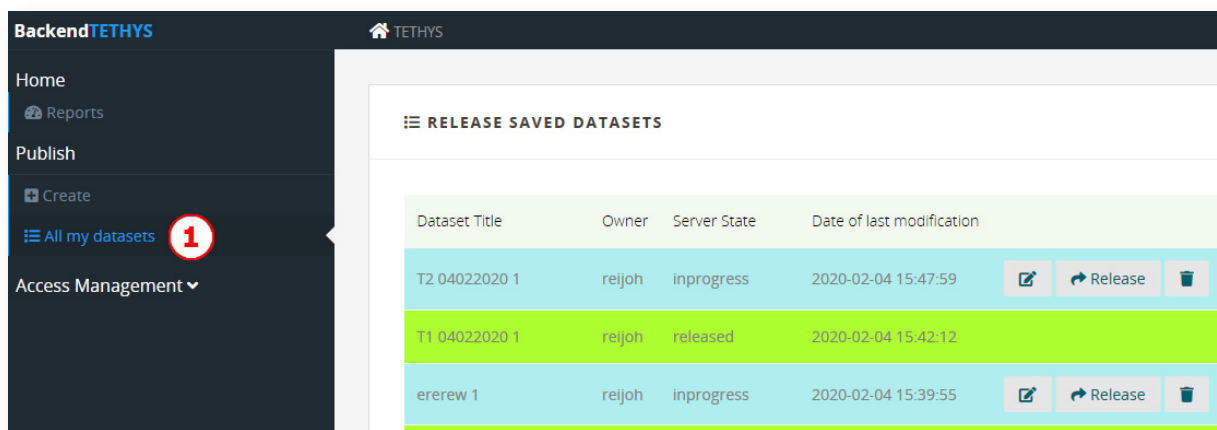 BackendTETHYS
TETHYS
Home
Reports
Publish
Create
All my datasets 1
Access Management
RELEASE SAVED DATASETS
Dataset Title Owner Server State Date of last modification
T2 04022020 1 reijoh inprogress 2020-02-04 15:47:59 Release
T1 04022020 1 reijoh released 2020-02-04 15:42:12
ererew 1 reijoh inprogress 2020-02-04 15:39:55 Release